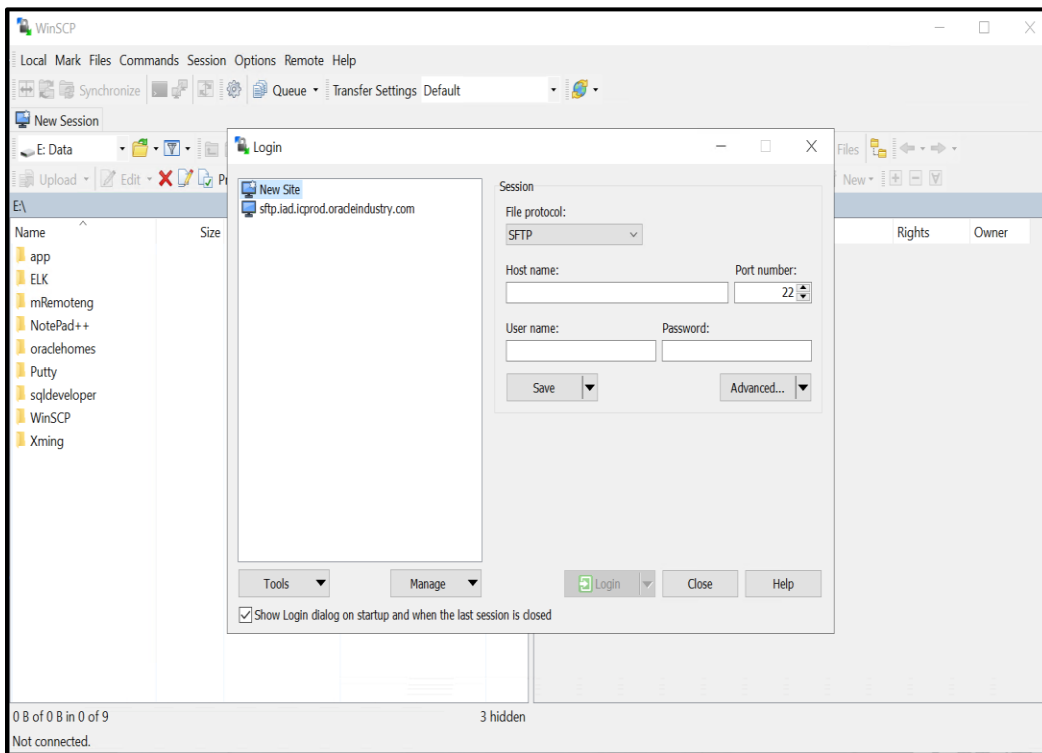 WinSCP
Local Mark Files Commands Session Options Remote Help
Synchronize Queue Transfer Settings Default
New Session
E: Data Files
Upload Edit New
E:\
Name Size Rights Owner
app
ELK
mRemoteng
NotePad++
oraclehomes
Putty
sqldeveloper
WinSCP
Xming
Login
New Site
sftp.iad.icprod.oracleindustry.com
Session
File protocol:
SFTP
Host name: Port number:
22
User name: Password:
Save Advanced...
Tools Manage Login Close Help
Show Login dialog on startup and when the last session is closed
0 B of 0 B in 0 of 9 3 hidden
Not connected.